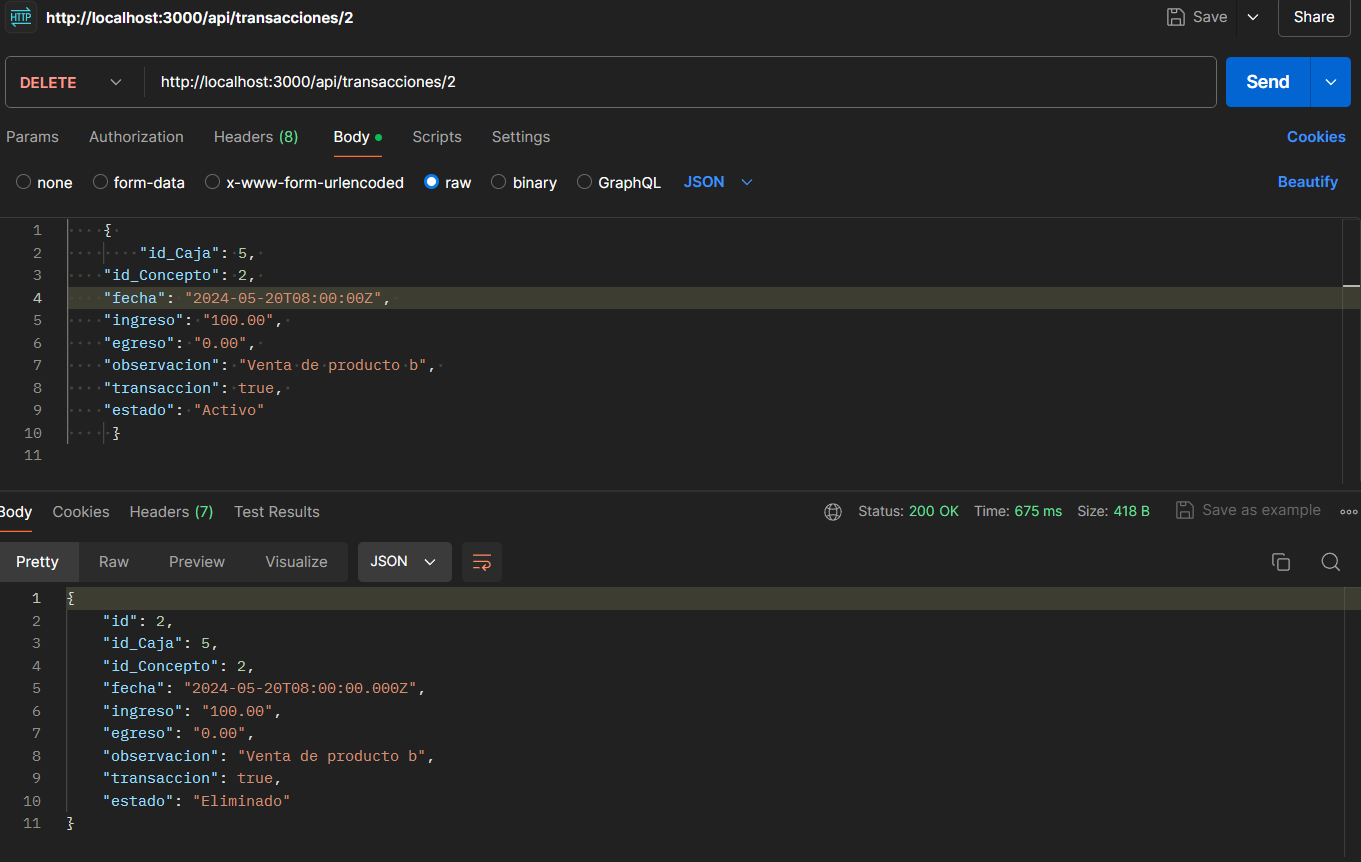 HTTP http://localhost:3000/api/transacciones/2 Save Share
DELETE http://localhost:3000/api/transacciones/2 Send
Params Authorization Headers (8) Body Scripts Settings Cookies
none form-data x-www-form-urlencoded raw binary GraphQL JSON Beautify
1 {
2 "id_Caja": 5,
3 "id_Concepto": 2,
4 "fecha": "2024-05-20T08:00:00Z",
5 "ingreso": "100.00",
6 "egreso": "0.00",
7 "observacion": "Venta de producto b",
8 "transaccion": true,
9 "estado": "Activo"
10 }
11
Body Cookies Headers (7) Test Results Status: 200 OK Time: 675 ms Size: 418 B Save as example
Pretty Raw Preview Visualize JSON
1 {
2 "id": 2,
3 "id_Caja": 5,
4 "id_Concepto": 2,
5 "fecha": "2024-05-20T08:00:00.000Z",
6 "ingreso": "100.00",
7 "egreso": "0.00",
8 "observacion": "Venta de producto b",
9 "transaccion": true,
10 "estado": "Eliminado"
11 }